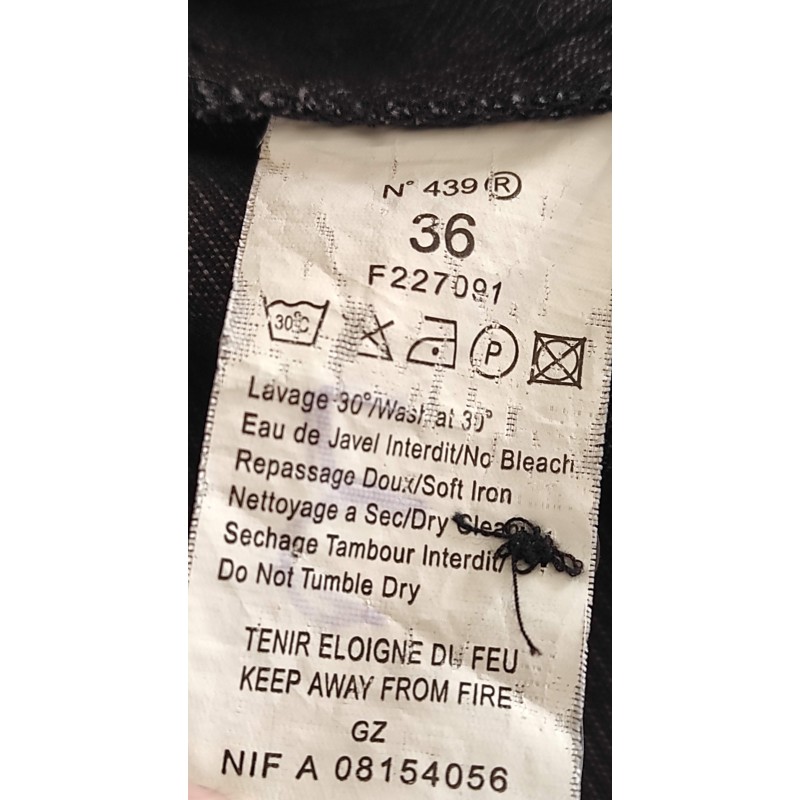 N° 439 ®
36
F227091
30°C
P
Lavage 30°/Wash at 30°
Eau de Javel Interdit/No Bleach
Repassage Doux/Soft Iron
Nettoyage a Sec/Dry Clean
Sechage Tambour Interdit/
Do Not Tumble Dry
TENIR ELOIGNE DU FEU
KEEP AWAY FROM FIRE
GZ
NIF A 08154056